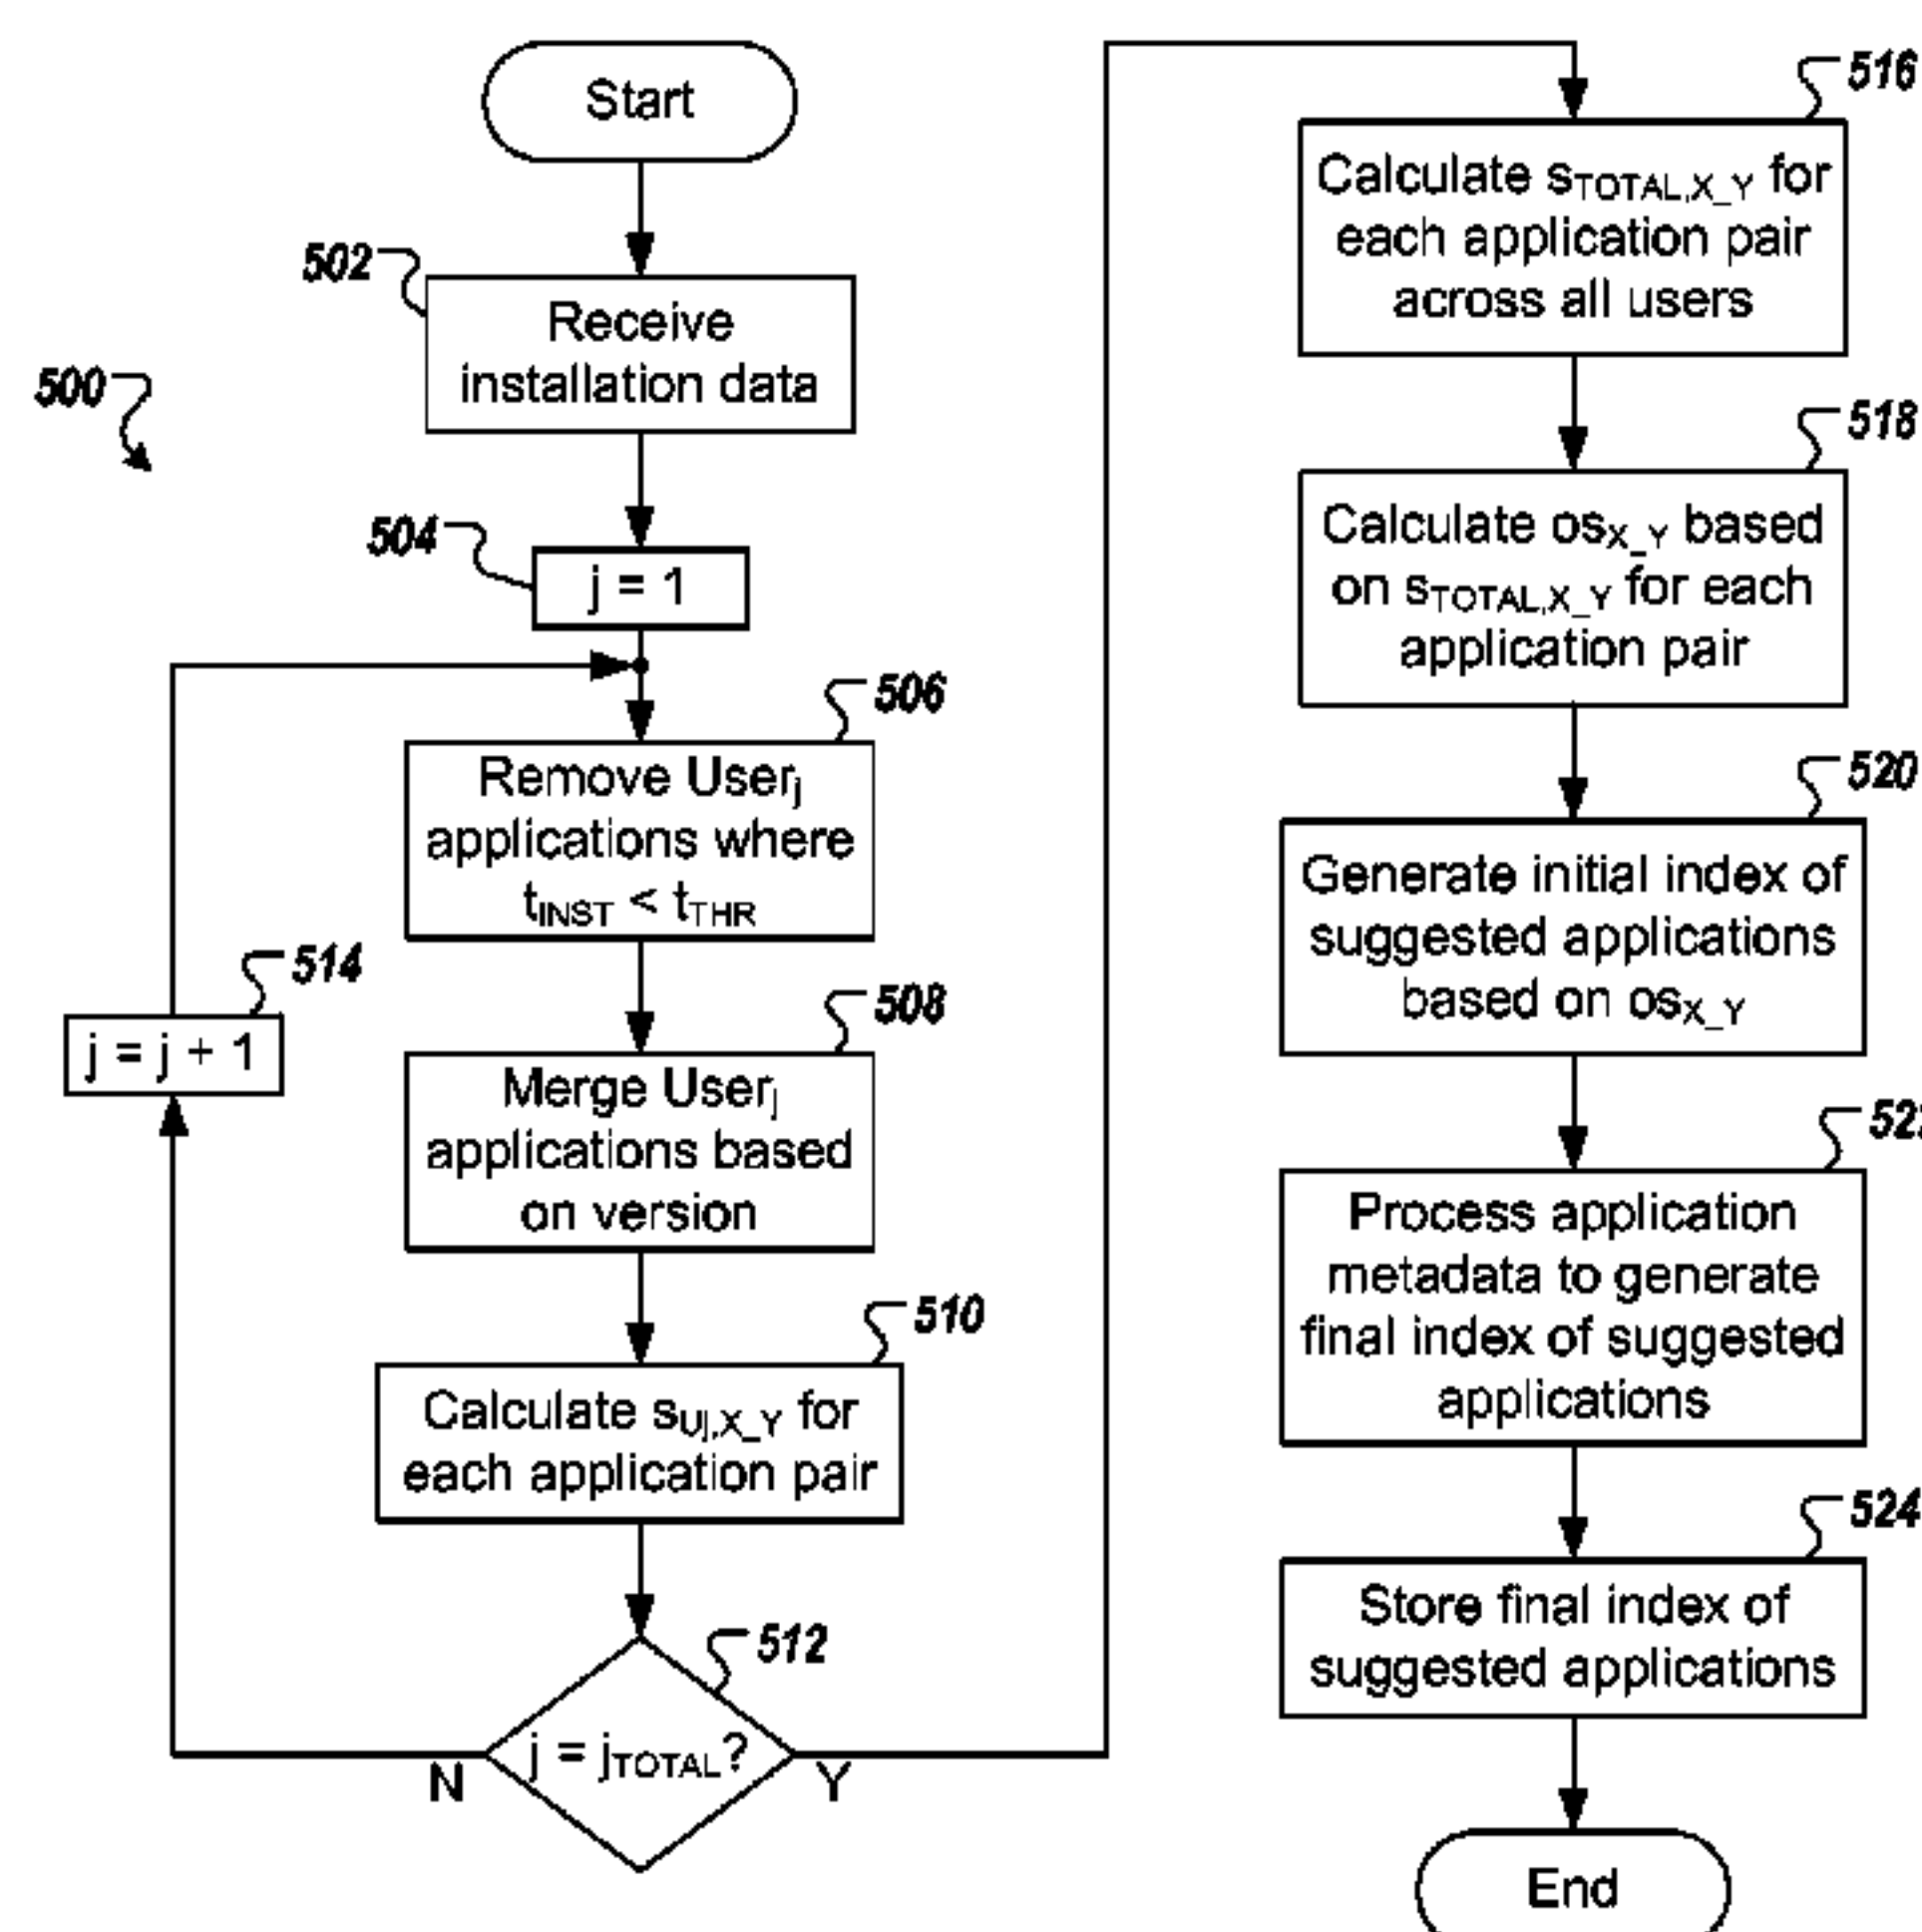 Start
502
Receive
installation data
500
504
j = 1
506
Remove Userj
applications where
tINST < tTHR
514
j = j + 1
508
Merge Userj
applications based
on version
510
Calculate sUj,X_Y for
each application pair
512
j = jTOTAL?
N
Y
516
Calculate sTOTAL,X_Y for
each application pair
across all users
518
Calculate osX_Y based
on sTOTAL,X_Y for each
application pair
520
Generate initial index of
suggested applications
based on osX_Y
522
Process application
metadata to generate
final index of suggested
applications
524
Store final index of
suggested applications
End